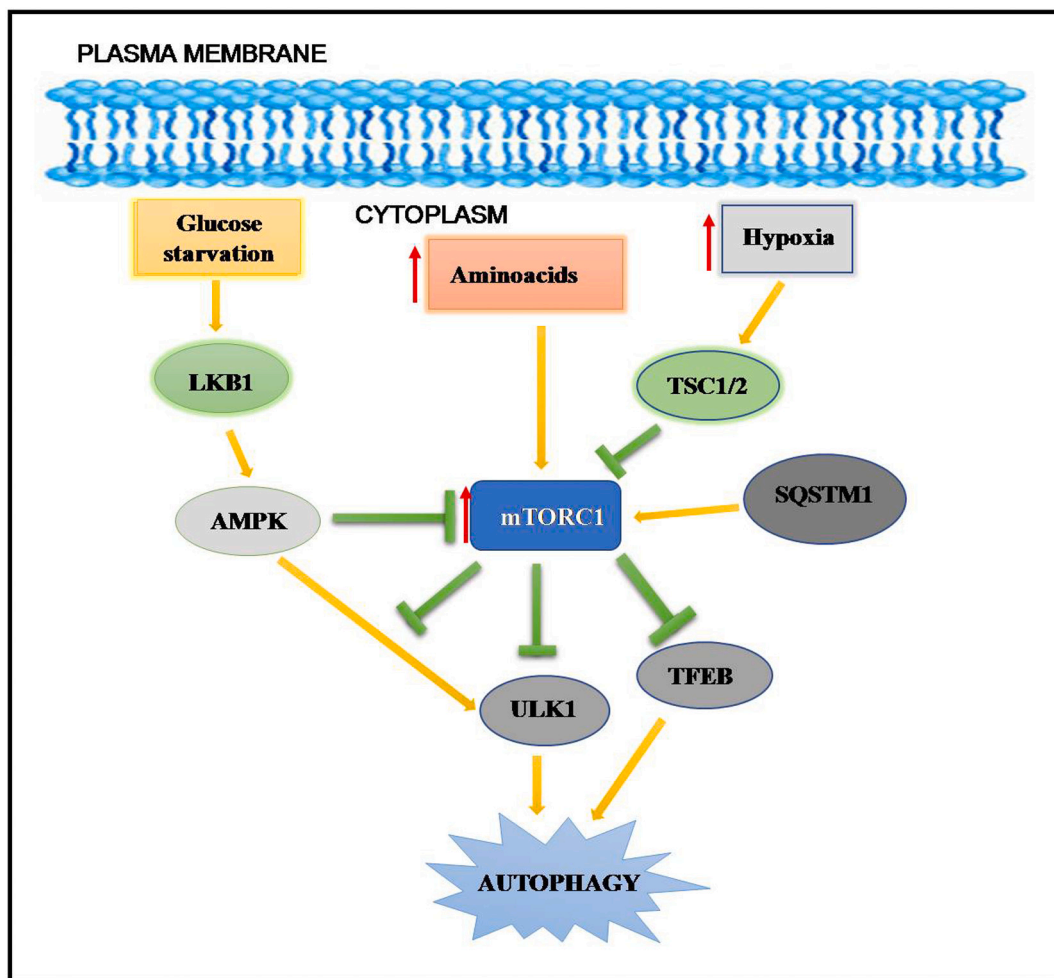 PLASMA MEMBRANE
CYTOPLASM
Glucose
starvation
Aminoacids
Hypoxia
LKB1
TSC1/2
AMPK
mTORC1
SQSTM1
ULK1
TFEB
AUTOPHAGY